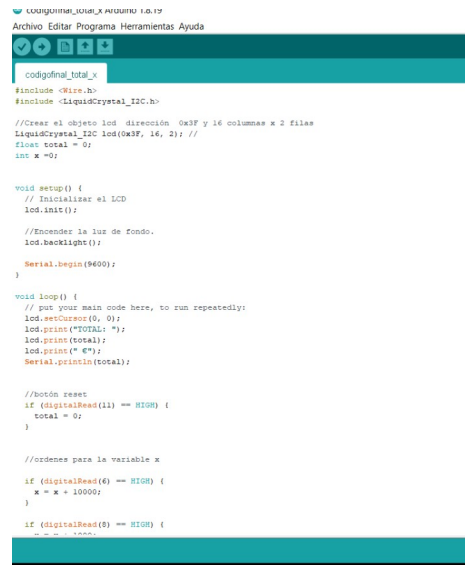 codigofinal_total_x Arduino 1.8.19
Archivo Editar Programa Herramientas Ayuda
codigofinal_total_x
#include <Wire.h>
#include <LiquidCrystal_I2C.h>
//Crear el objeto lcd dirección 0x3F y 16 columnas x 2 filas
LiquidCrystal_I2C lcd(0x3F, 16, 2); //
float total = 0;
int x =0;
void setup() {
// Inicializar el LCD
lcd.init();
//Encender la luz de fondo.
lcd.backlight();
Serial.begin(9600);
}
void loop() {
// put your main code here, to run repeatedly:
lcd.setCursor(0, 0);
lcd.print("TOTAL: ");
lcd.print(total);
lcd.print(" €");
Serial.println(total);
//botón reset
if (digitalRead(11) == HIGH) {
total = 0;
}
//ordenes para la variable x
if (digitalRead(6) == HIGH) {
x = x + 10000;
}
if (digitalRead(8) == HIGH) {
x = x + 1000;